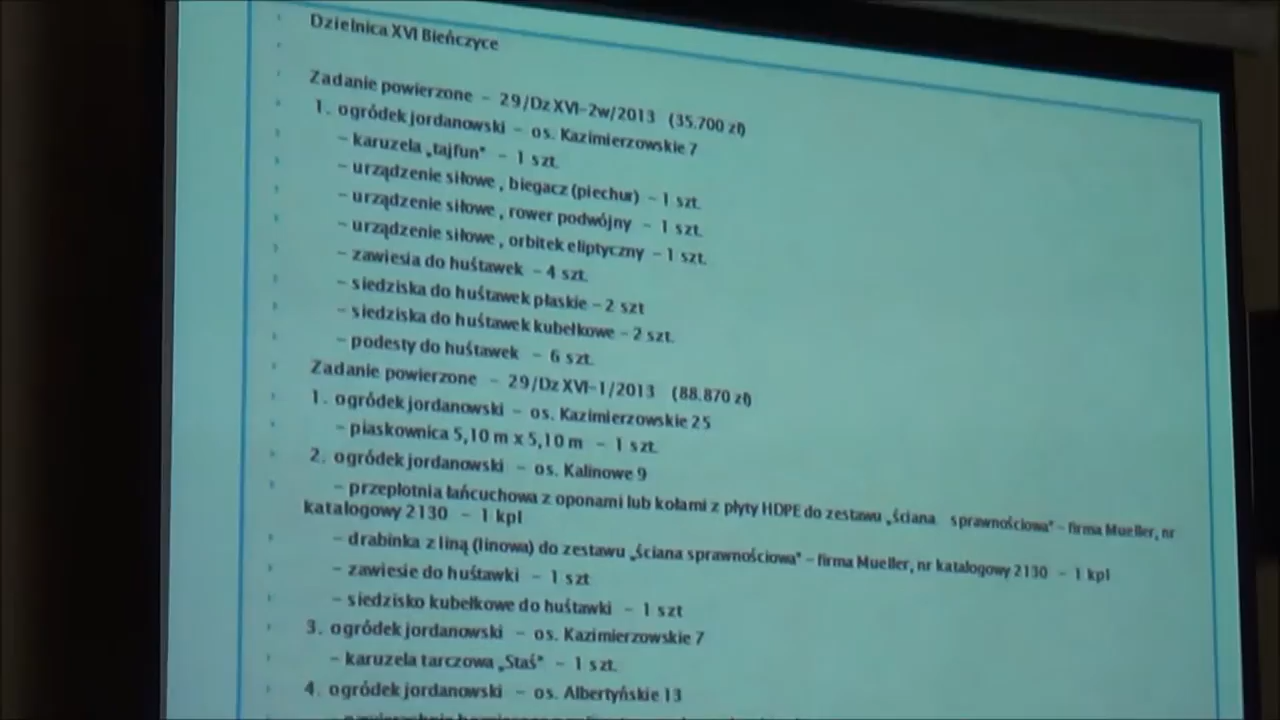 Dzielnica XVI Bieńczyce
Zadanie powierzone – 29/Dz XVI-2w/2013 (35.700 zł)
1. ogródek jordanowski – os. Kazimierzowskie 7
– karuzela „tajfun" – 1 szt.
– urządzenie siłowe , biegacz (piechur) – 1 szt.
– urządzenie siłowe , rower podwójny – 1 szt.
– urządzenie siłowe , orbitek eliptyczny – 1 szt.
– zawiesia do huśtawek – 4 szt.
– siedziska do huśtawek płaskie – 2 szt
– siedziska do huśtawek kubełkowe – 2 szt.
– podesty do huśtawek – 6 szt.
Zadanie powierzone – 29/Dz XVI-1/2013 (88.870 zł)
1. ogródek jordanowski – os. Kazimierzowskie 25
– piaskownica 5,10 m x 5,10 m – 1 szt.
2. ogródek jordanowski – os. Kalinowe 9
– przeplotnia łańcuchowa z oponami lub kołami z płyty HDPE do zestawu „ściana sprawnościowa" – firma Mueller, nr
katalogowy 2130 – 1 kpl
– drabinka z liną (linowa) do zestawu „ściana sprawnościowa" – firma Mueller, nr katalogowy 2130 – 1 kpl
– zawiesie do huśtawki – 1 szt
– siedzisko kubełkowe do huśtawki – 1 szt
3. ogródek jordanowski – os. Kazimierzowskie 7
– karuzela tarczowa „Staś" – 1 szt.
4. ogródek jordanowski – os. Albertyńskie 13